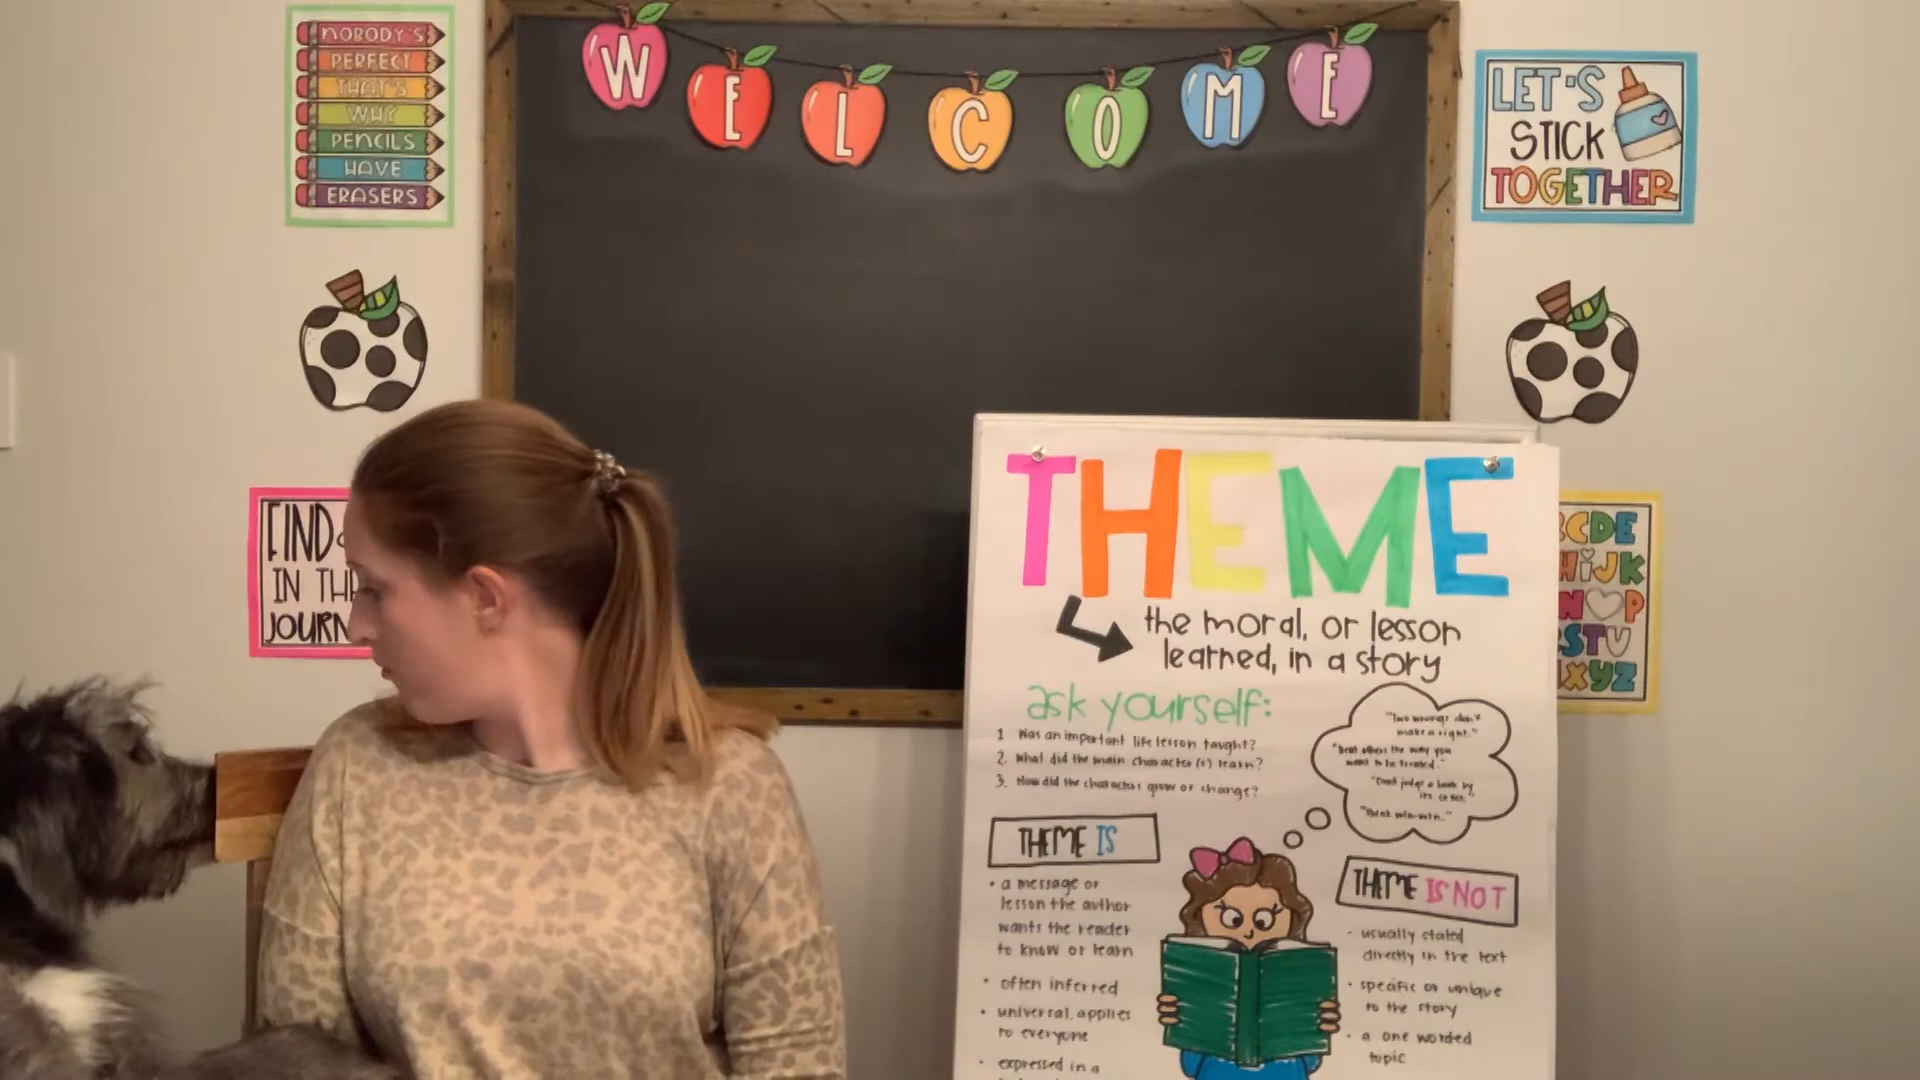 NOBODY'S
PERFECT
THAT'S
WHY
PENCILS
HAVE
ERASERS
WELCOME
LET'S
STICK
TOGETHER
FIND
IN THE
JOURN
THEME
the moral, or lesson
learned, in a story
ask yourself:
1 Was an important life lesson taught?
2. What did the main character(s) learn?
3. How did the character grow or change?
"Two wrongs don't
make a right."
"Treat others the way you
want to be treated."
"Don't judge a book by
its cover."
"Think win-win."
THEME IS
• a message or
lesson the author
wants the reader
to know or learn
• often inferred
• universal, applies
to everyone
• expressed in a
THEME IS NOT
• usually stated
directly in the text
• specific or unique
to the story
• a one worded
topic
CDE
HIJK
N P
STU
XYZ